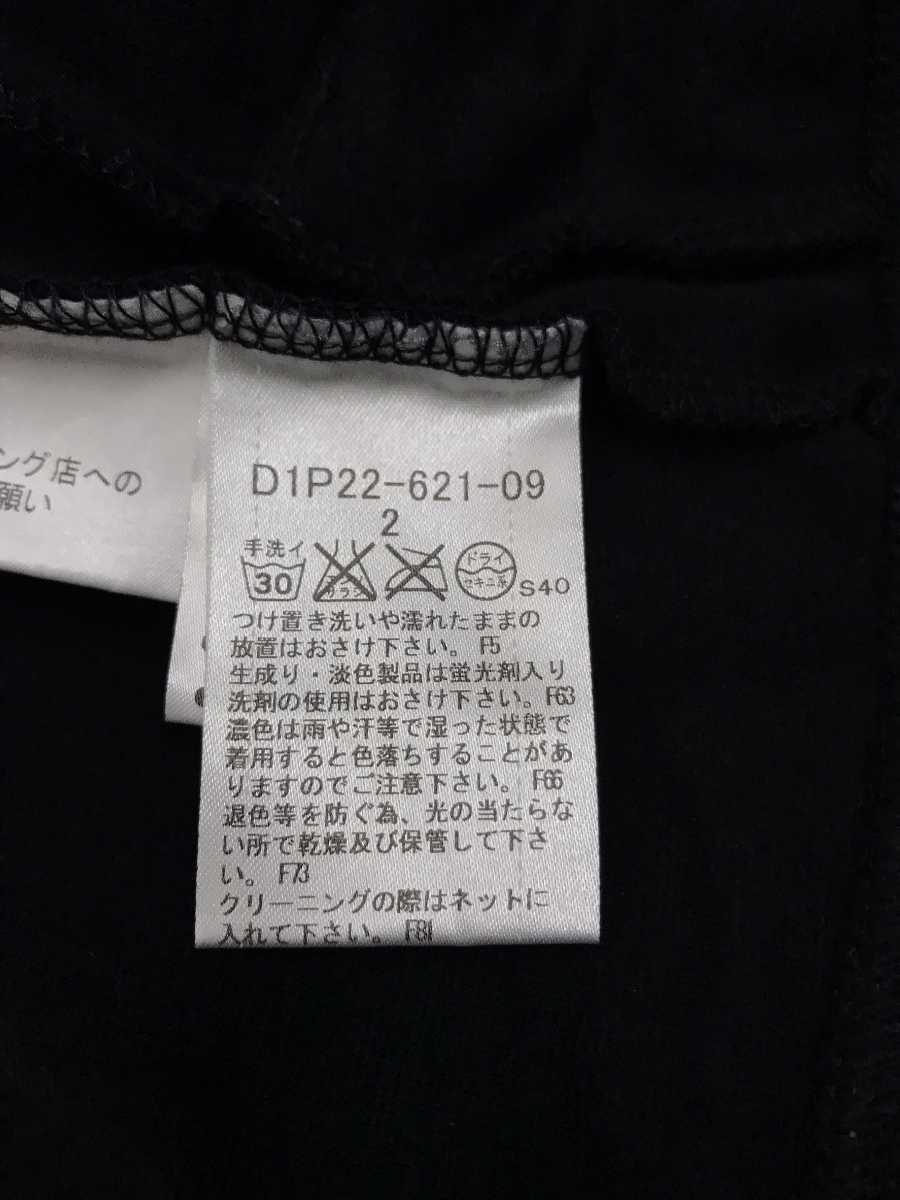 ング店への
願い
D1P22-621-09
2
手洗イ
30
エンソサラシ
ドライ
セキユ系
S40
つけ置き洗いや濡れたままの
放置はおさけ下さい。F5
生成り・淡色製品は蛍光剤入り
洗剤の使用はおさけ下さい。F63
濃色は雨や汗等で湿った状態で
着用すると色落ちすることがあ
りますのでご注意下さい。F66
退色等を防ぐ為、光の当たらな
い所で乾燥及び保管して下さ
い。F73
クリーニングの際はネットに
入れて下さい。F81